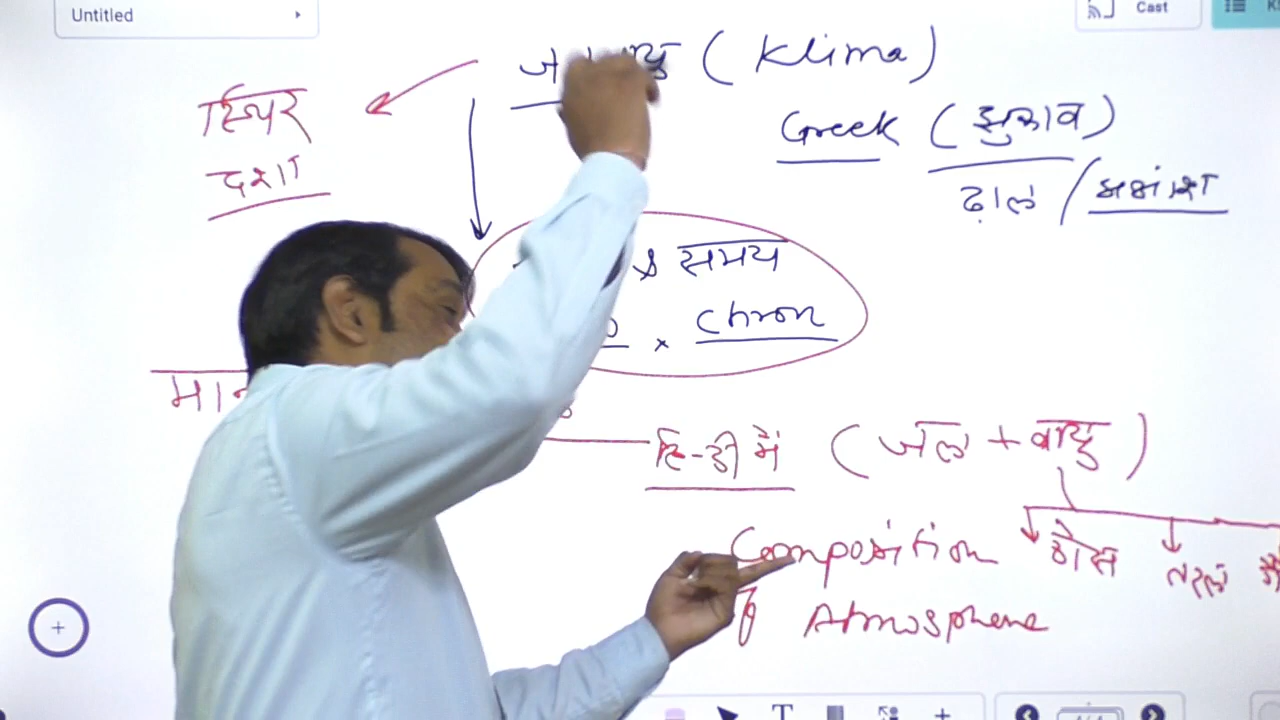 Untitled
Cast
(Klima)
स्थिर
दशा
Greek (झुकाव)
ढाल / अक्षांश
& समय
x chron
हिन्दी में (जल + वायु)
Composition
ठोस
तरल
Atmosphere
T